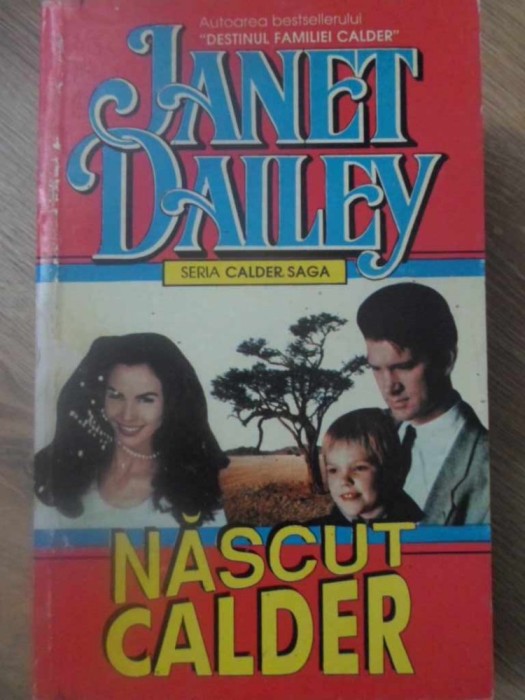 Autoarea bestsellerului
"DESTINUL FAMILIEI CALDER"
JANET
DAILEY
SERIA CALDER SAGA
NĂSCUT
CALDER